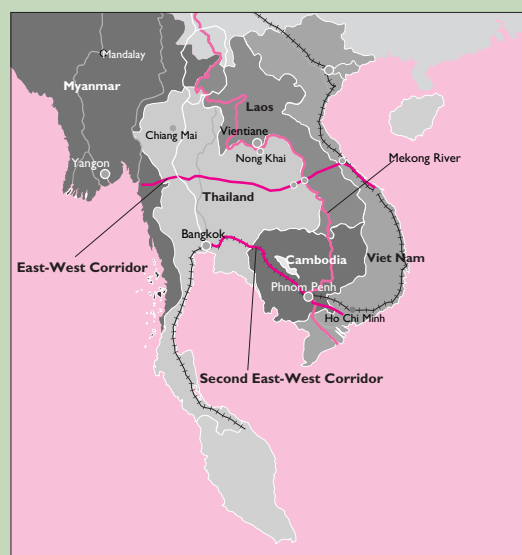 Mandalay
Myanmar
Laos
Chiang Mai
Vientiane
Nong Khai
Yangon
Mekong River
Thailand
Bangkok
East-West Corridor
Cambodia
Viet Nam
Phnom Penh
Ho Chi Minh
Second East-West Corridor